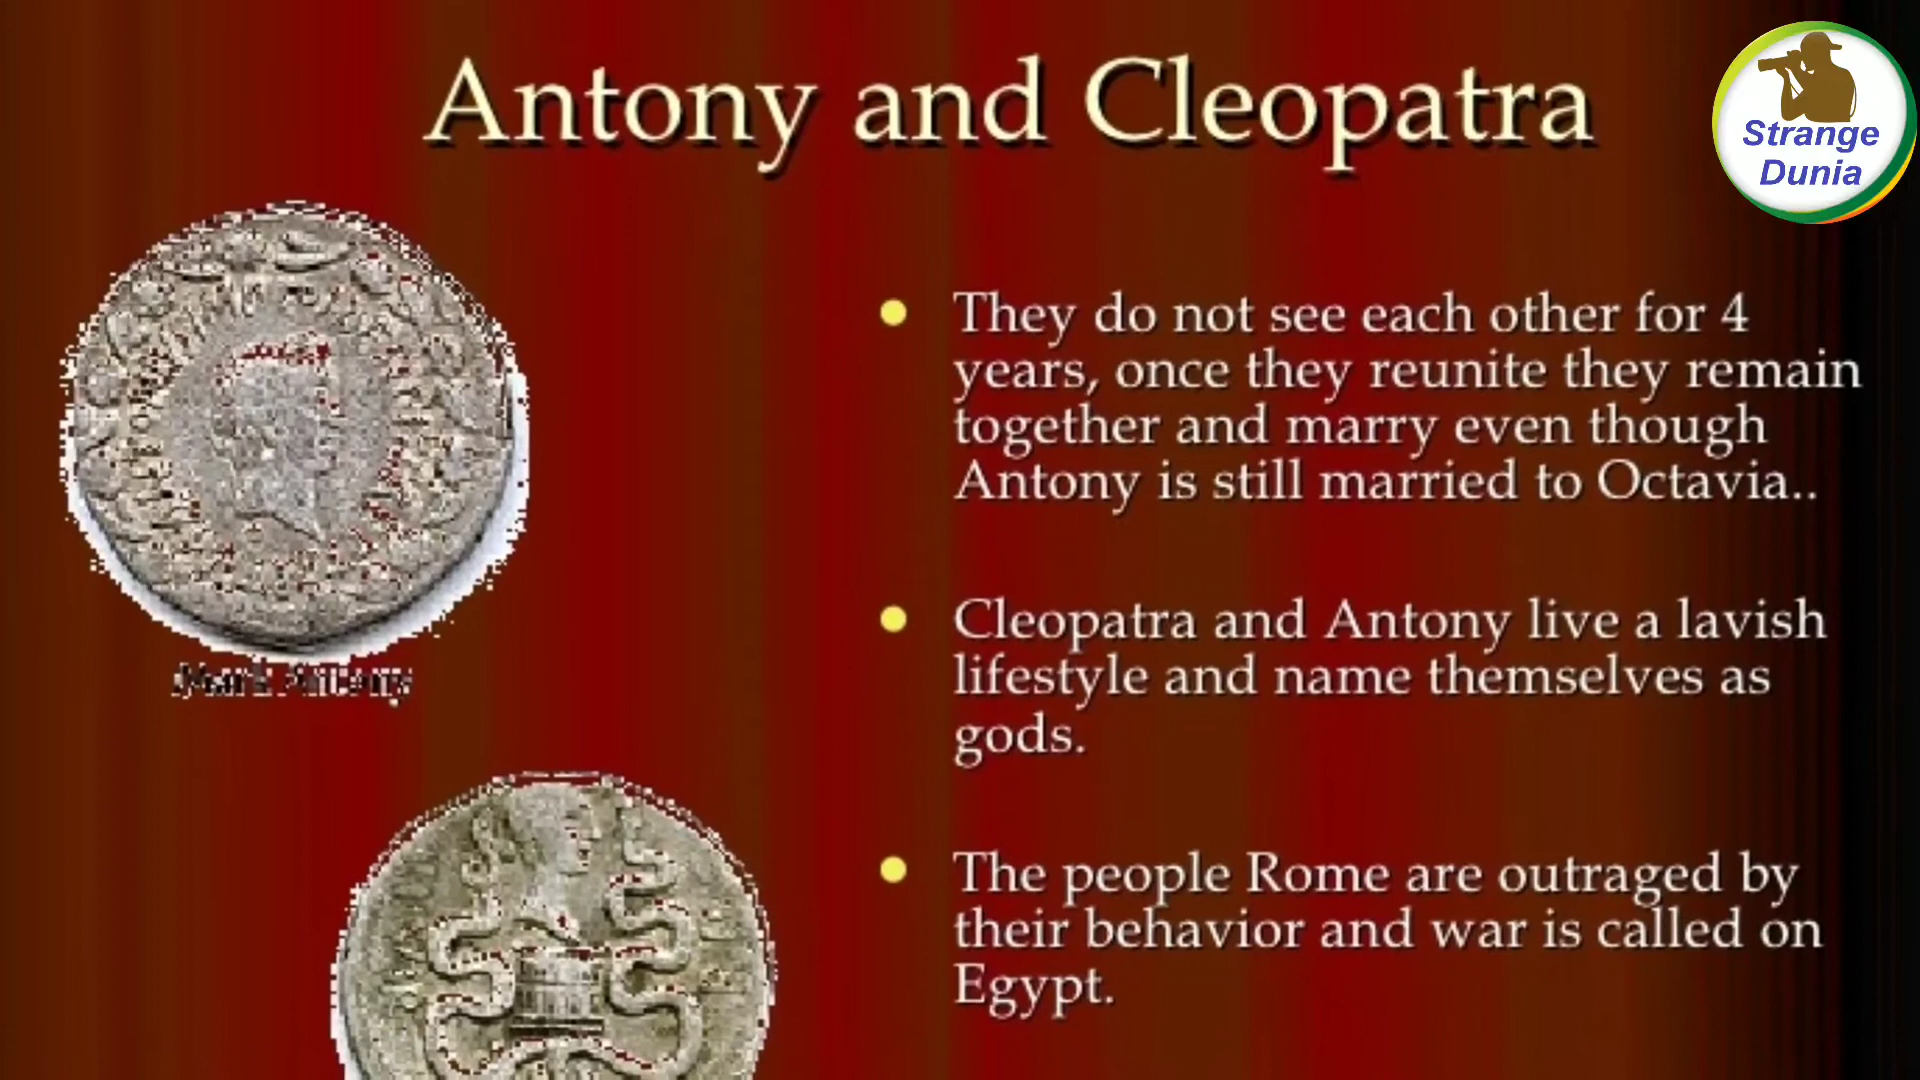 Antony and Cleopatra
Strange
Dunia
They do not see each other for 4
years, once they reunite they remain
together and marry even though
Antony is still married to Octavia..
Cleopatra and Antony live a lavish
lifestyle and name themselves as
gods.
The people Rome are outraged by
their behavior and war is called on
Egypt.
Mark Antony